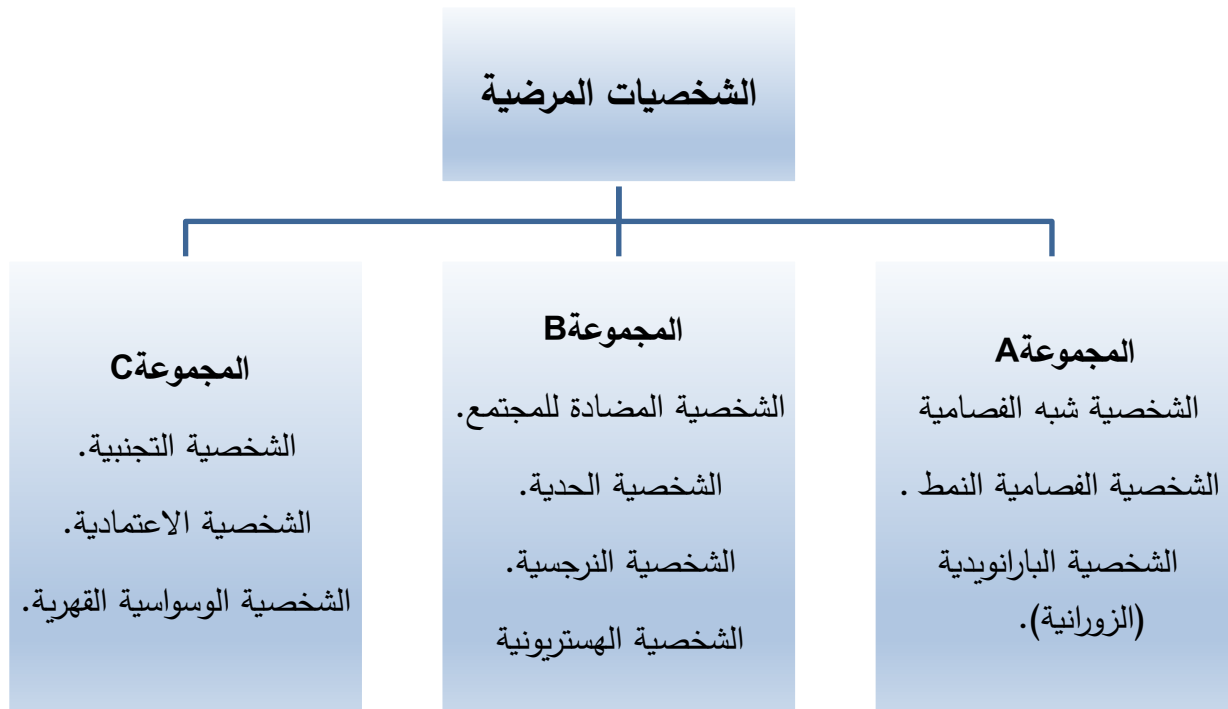 الشخصيات المرضية
المجموعةA
الشخصية شبه الفصامية
الشخصية الفصامية النمط .
الشخصية البارانويدية
(الزورانية).
المجموعةB
الشخصية المضادة للمجتمع.
الشخصية الحدية.
الشخصية النرجسية.
الشخصية الهستريونية
المجموعةC
الشخصية التجنبية.
الشخصية الاعتمادية.
الشخصية الوسواسية القهرية.